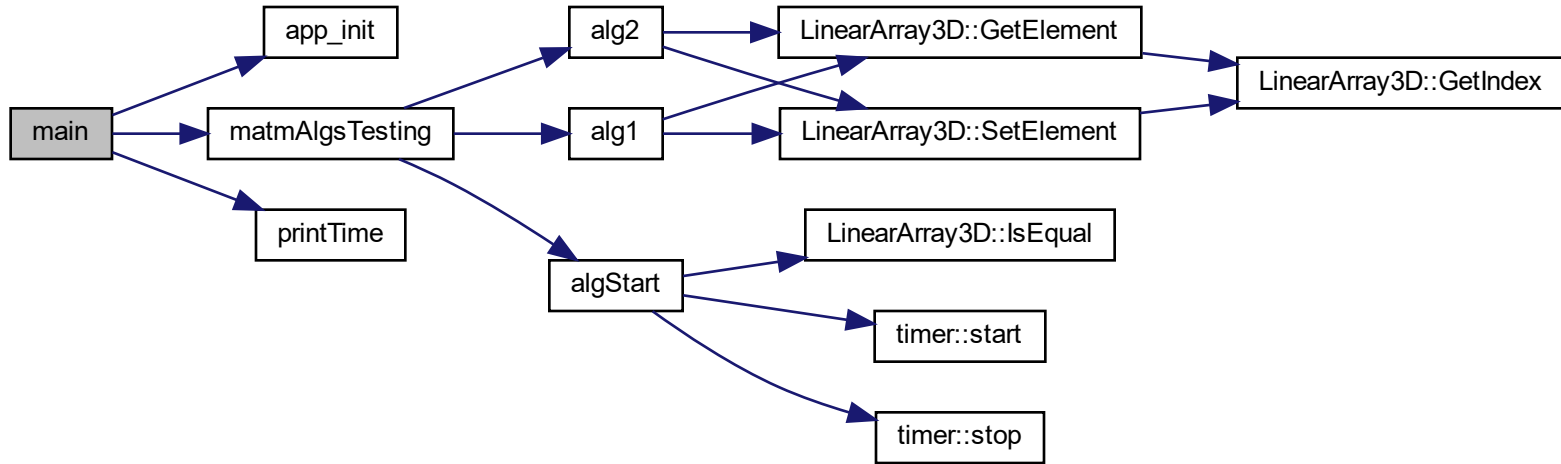 main
app_init
matmAlgsTesting
printTime
alg2
alg1
algStart
LinearArray3D::GetElement
LinearArray3D::SetElement
LinearArray3D::IsEqual
timer::start
timer::stop
LinearArray3D::GetIndex